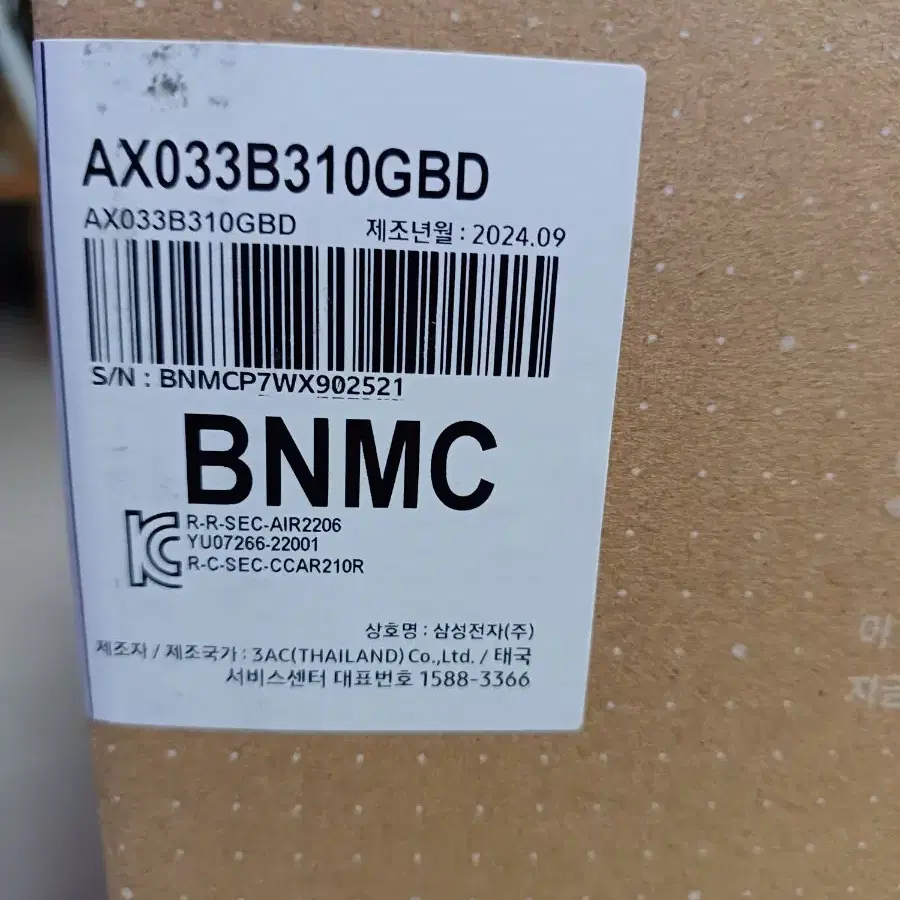 AX033B310GBD
AX033B310GBD 제조년월 : 2024.09
S/N : BNMCP7WX902521
BNMC
R-R-SEC-AIR2206
YU07266-22001
R-C-SEC-CCAR210R
상호명 : 삼성전자(주)
제조자 / 제조국가 : 3AC(THAILAND) Co.,Ltd. / 태국
서비스센터 대표번호 1588-3366